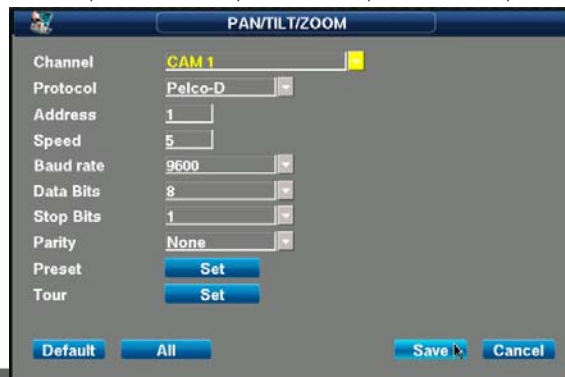 PAN/TILT/ZOOM
Channel CAM 1
Protocol Pelco-D
Address 1
Speed 5
Baud rate 9600
Data Bits 8
Stop Bits 1
Parity None
Preset Set
Tour Set
Default All Save Cancel